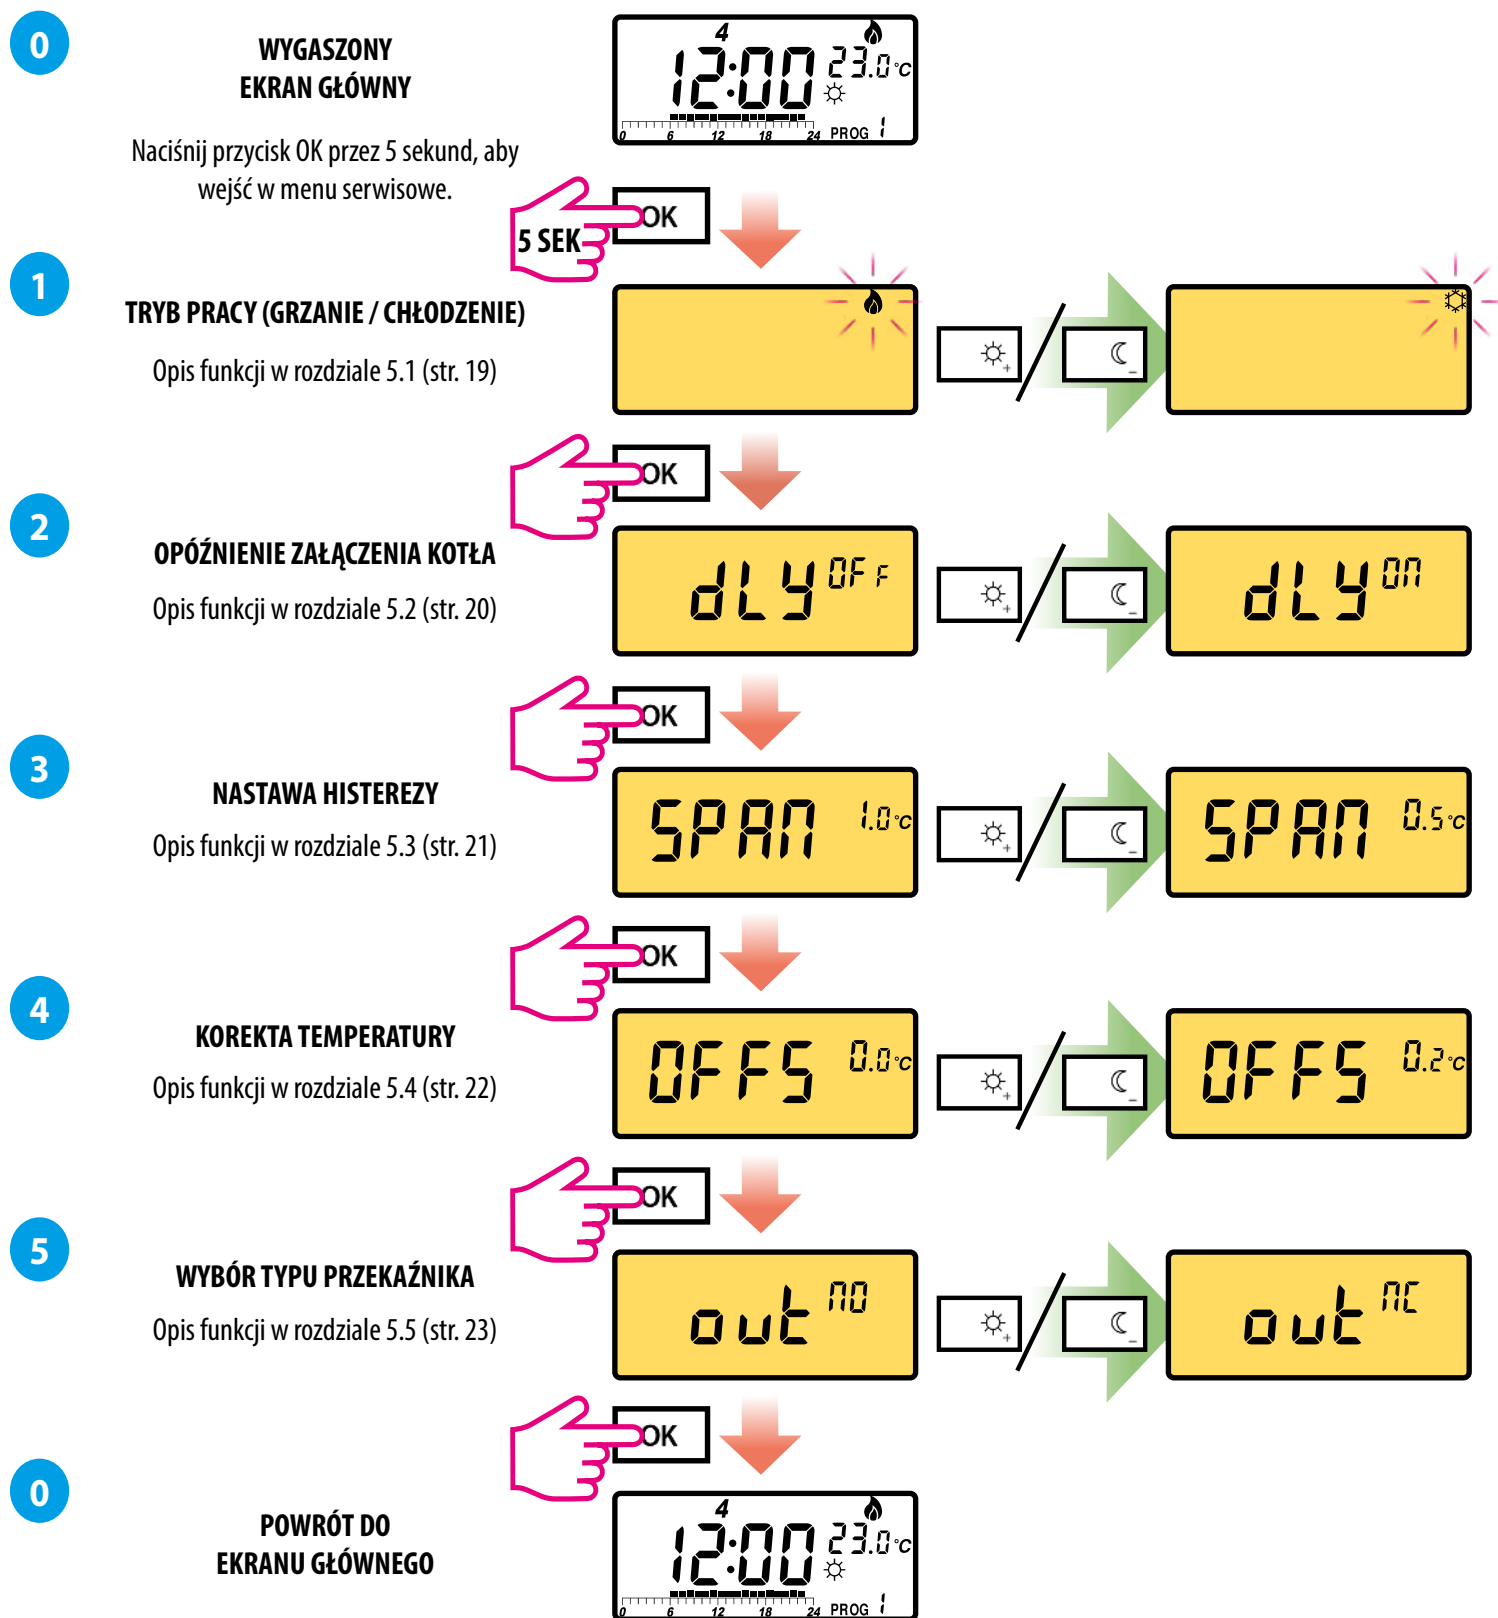 0
WYGASZONY
EKRAN GŁÓWNY
Naciśnij przycisk OK przez 5 sekund, aby
wejść w menu serwisowe.
4
12:00
23.0 °C
0 6 12 18 24 PROG 1
5 SEK
OK
1
TRYB PRACY (GRZANIE / CHŁODZENIE)
Opis funkcji w rozdziale 5.1 (str. 19)
+
-
OK
2
OPÓŹNIENIE ZAŁĄCZENIA KOTŁA
Opis funkcji w rozdziale 5.2 (str. 20)
dLY OFF
+
-
dLY ON
OK
3
NASTAWA HISTEREZY
Opis funkcji w rozdziale 5.3 (str. 21)
SPAN 1.0 °C
+
-
SPAN 0.5 °C
OK
4
KOREKTA TEMPERATURY
Opis funkcji w rozdziale 5.4 (str. 22)
OFFS 0.0 °C
+
-
OFFS 0.2 °C
OK
5
WYBÓR TYPU PRZEKAŹNIKA
Opis funkcji w rozdziale 5.5 (str. 23)
out NO
+
-
out NC
OK
0
POWRÓT DO
EKRANU GŁÓWNEGO
4
12:00
23.0 °C
0 6 12 18 24 PROG 1